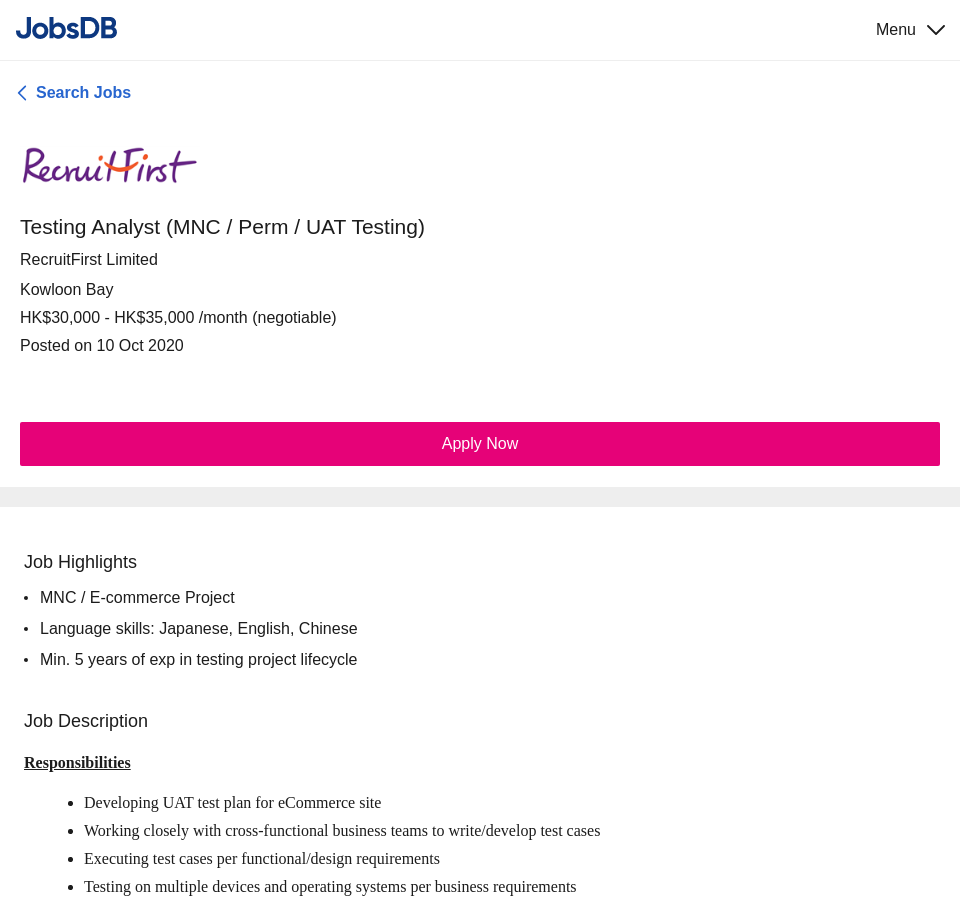 JobsDB
Menu
Search Jobs
RecruitFirst
Testing Analyst (MNC / Perm / UAT Testing)
RecruitFirst Limited
Kowloon Bay
HK$30,000 - HK$35,000 /month (negotiable)
Posted on 10 Oct 2020
Apply Now
Job Highlights
• MNC / E-commerce Project
• Language skills: Japanese, English, Chinese
• Min. 5 years of exp in testing project lifecycle
Job Description
Responsibilities
• Developing UAT test plan for eCommerce site
• Working closely with cross-functional business teams to write/develop test cases
• Executing test cases per functional/design requirements
• Testing on multiple devices and operating systems per business requirements